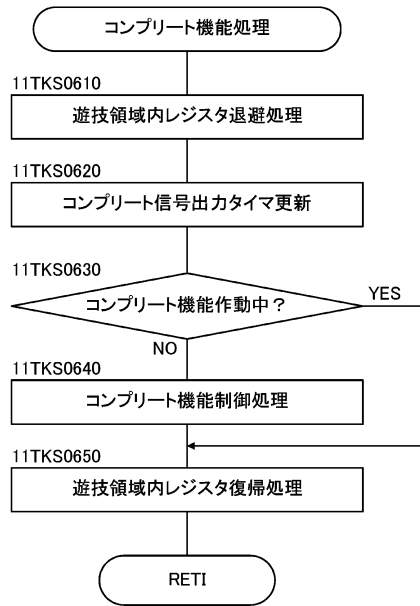 コンプリート機能処理
11TKS0610
遊技領域内レジスタ退避処理
11TKS0620
コンプリート信号出力タイマ更新
11TKS0630
コンプリート機能作動中？
YES
NO
11TKS0640
コンプリート機能制御処理
11TKS0650
遊技領域内レジスタ復帰処理
RETI